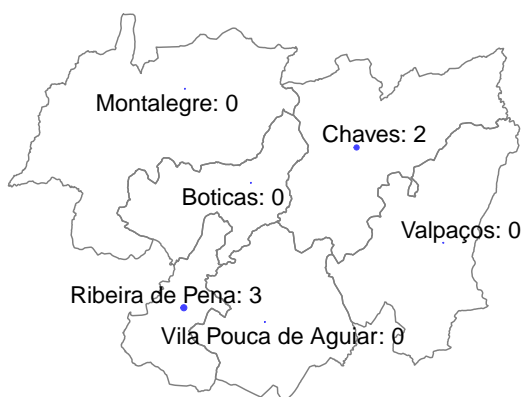 Montalegre: 0
Chaves: 2
Boticas: 0
Valpaços: 0
Ribeira de Pena: 3
Vila Pouca de Aguiar: 0